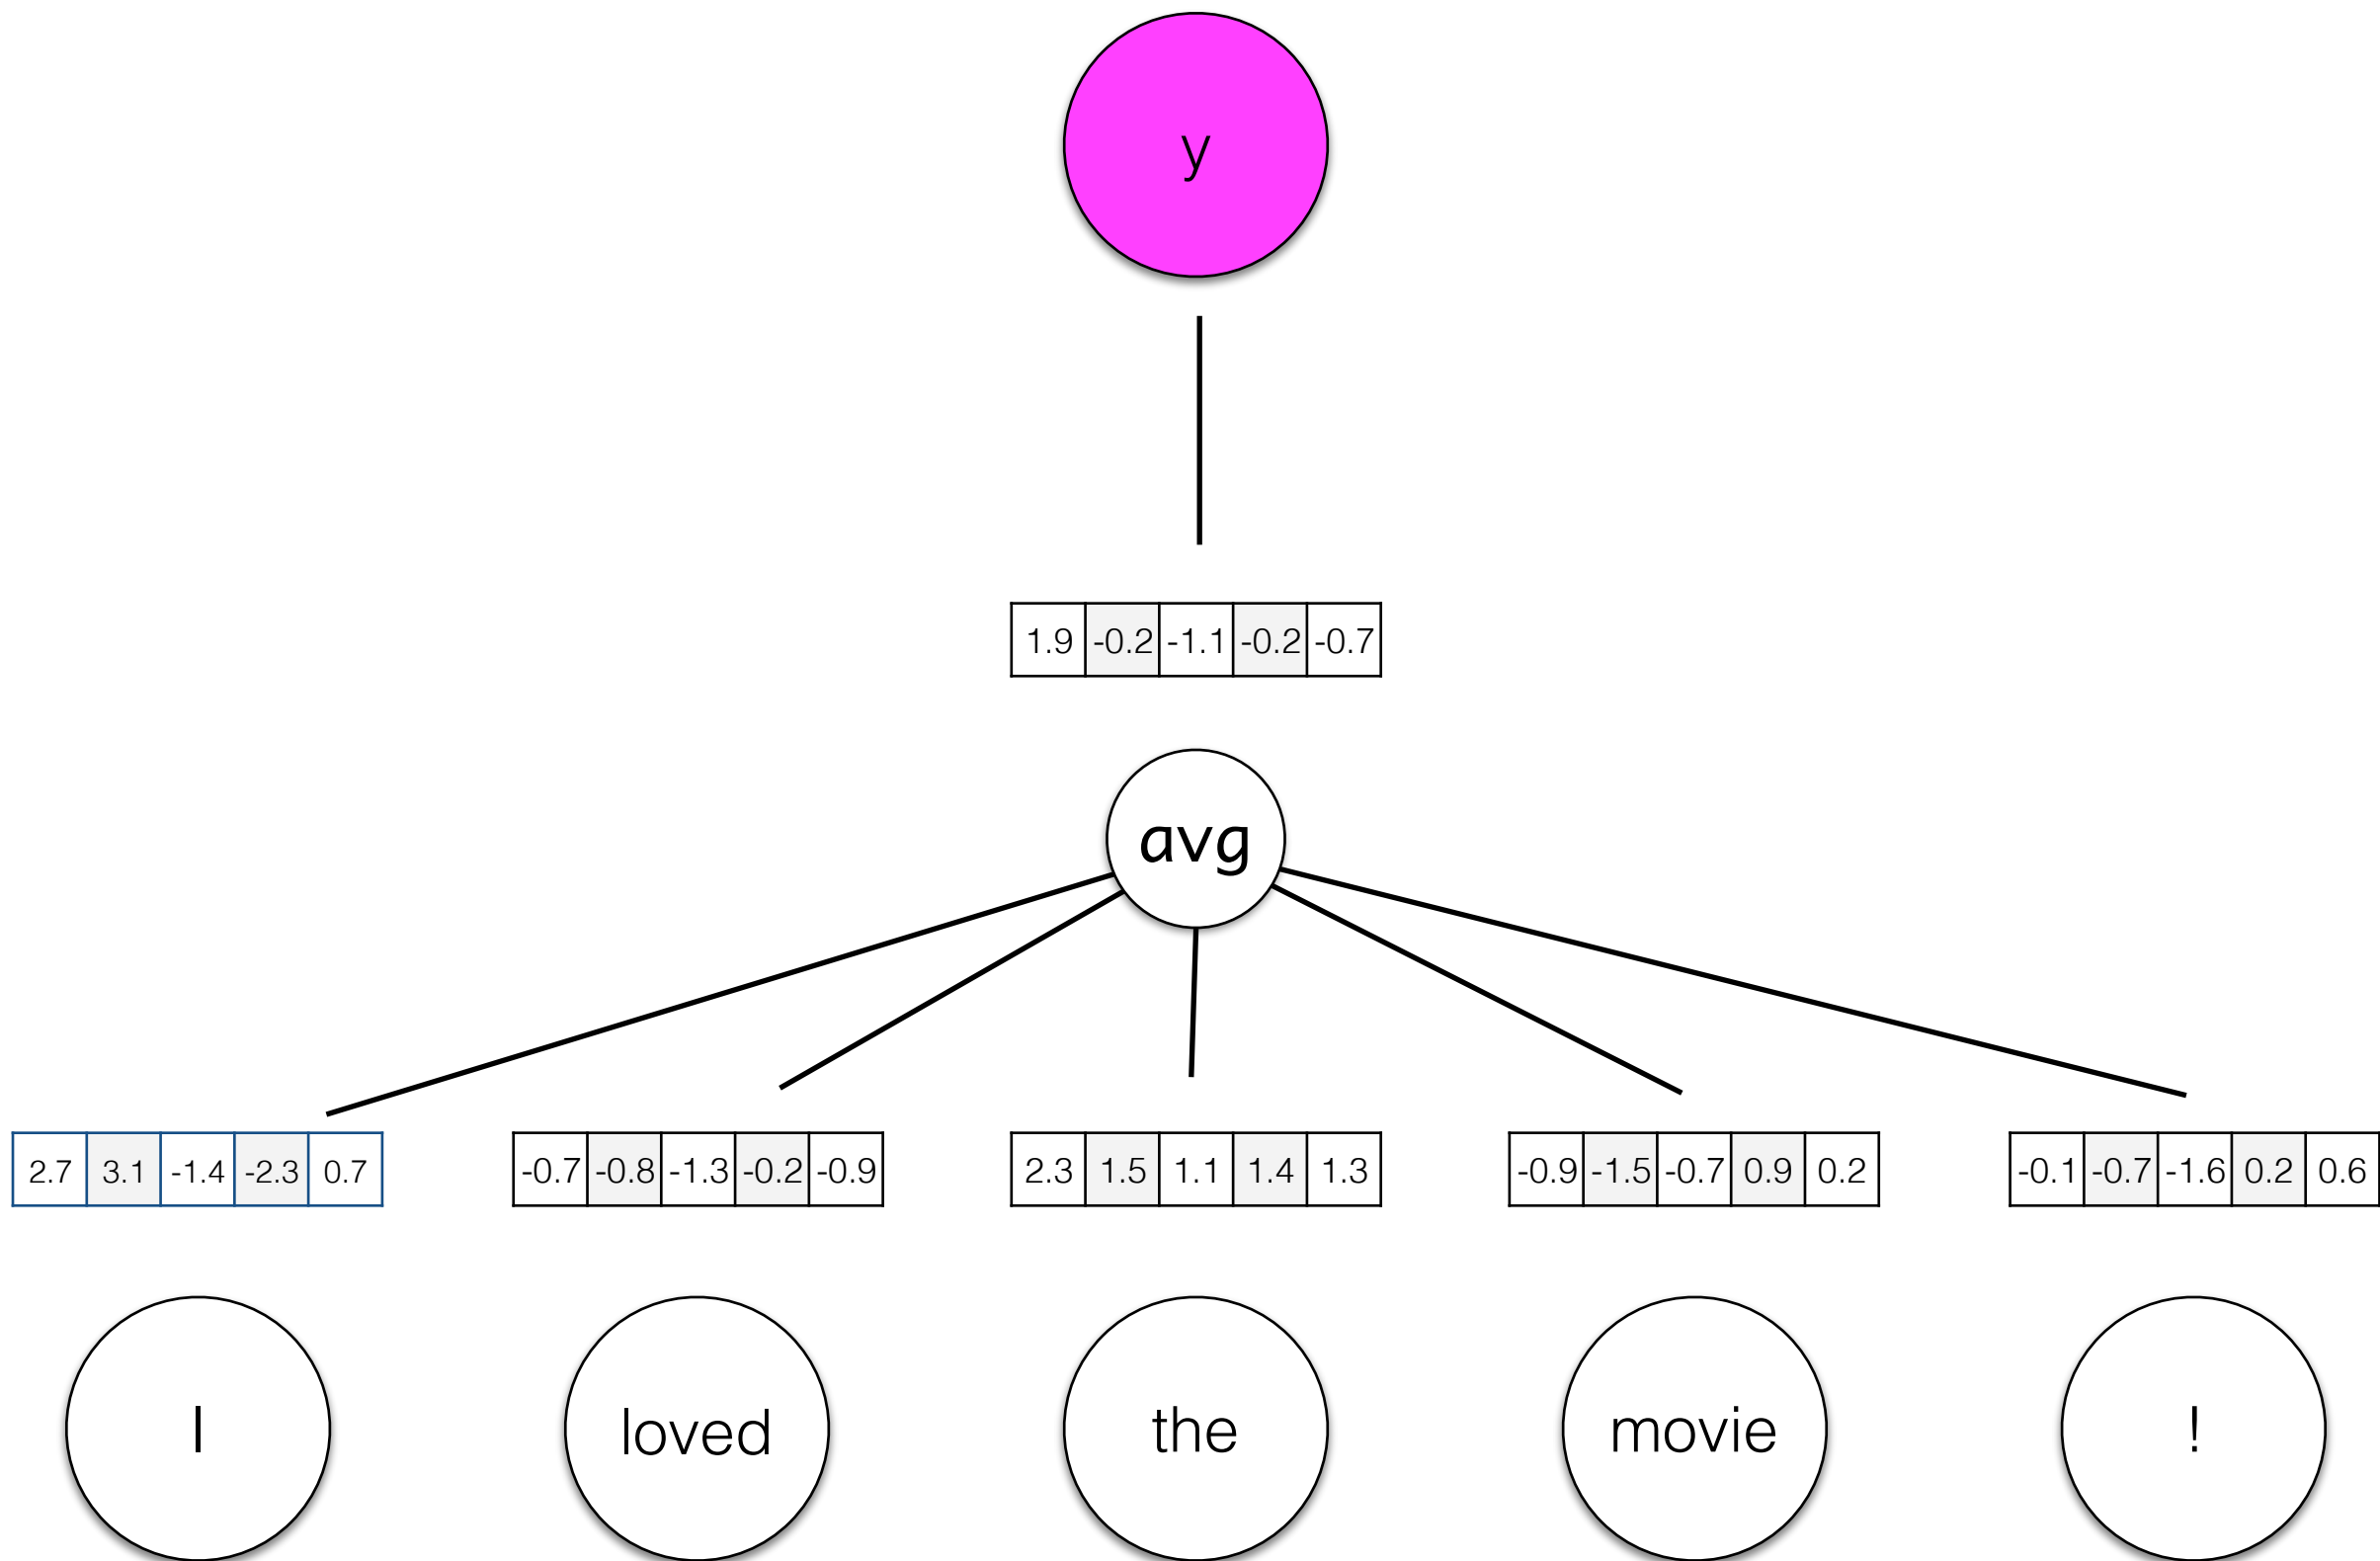 y
1.9 -0.2 -1.1 -0.2 -0.7
avg
2.7 3.1 -1.4 -2.3 0.7
-0.7 -0.8 -1.3 -0.2 -0.9
2.3 1.5 1.1 1.4 1.3
-0.9 -1.5 -0.7 0.9 0.2
-0.1 -0.7 -1.6 0.2 0.6
I
loved
the
movie
!